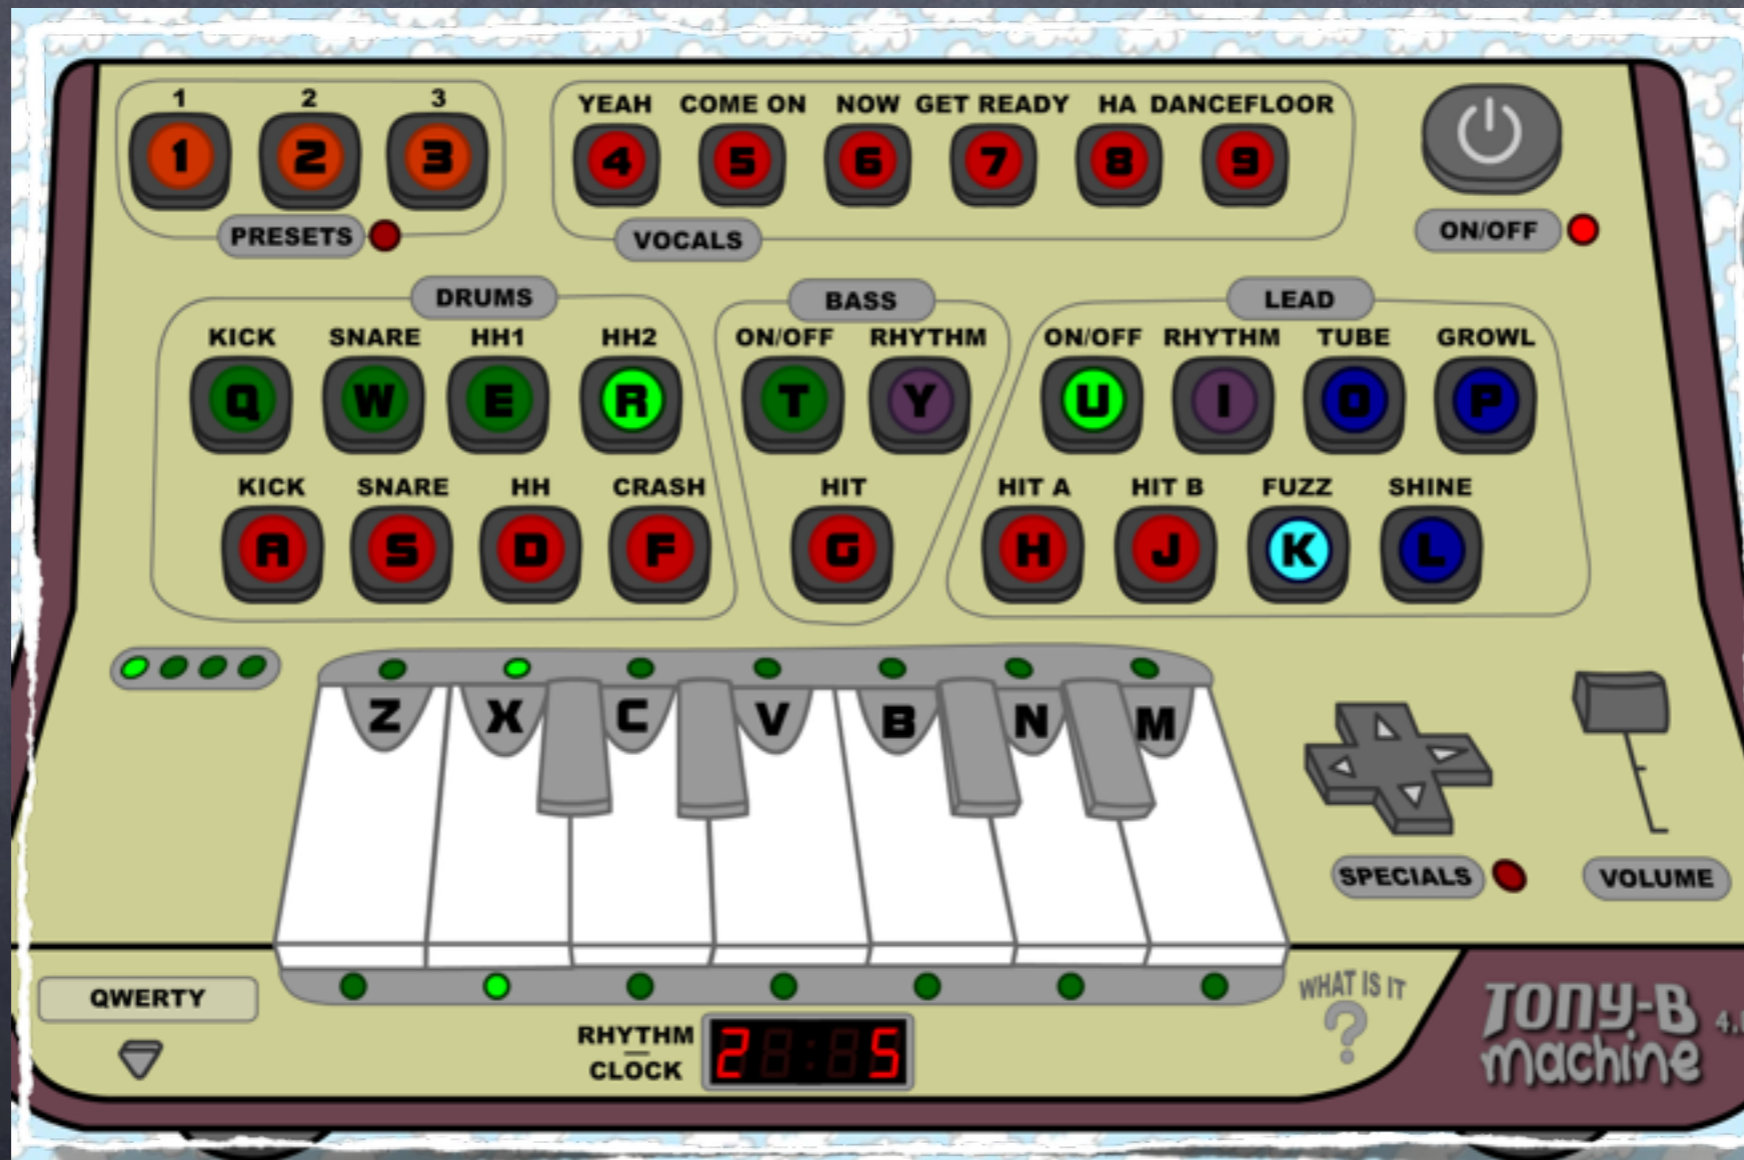 1 2 3
1 2 3
PRESETS
YEAH COME ON NOW GET READY HA DANCEFLOOR
4 5 6 7 8 9
VOCALS
ON/OFF
DRUMS
KICK SNARE HH1 HH2
Q W E R
KICK SNARE HH CRASH
A S D F
BASS
ON/OFF RHYTHM
T Y
HIT
G
LEAD
ON/OFF RHYTHM TUBE GROWL
U I O P
HIT A HIT B FUZZ SHINE
H J K L
Z X C V B N M
SPECIALS
VOLUME
QWERTY
RHYTHM
CLOCK
2 5
WHAT IS IT
?
TONY-B
machine